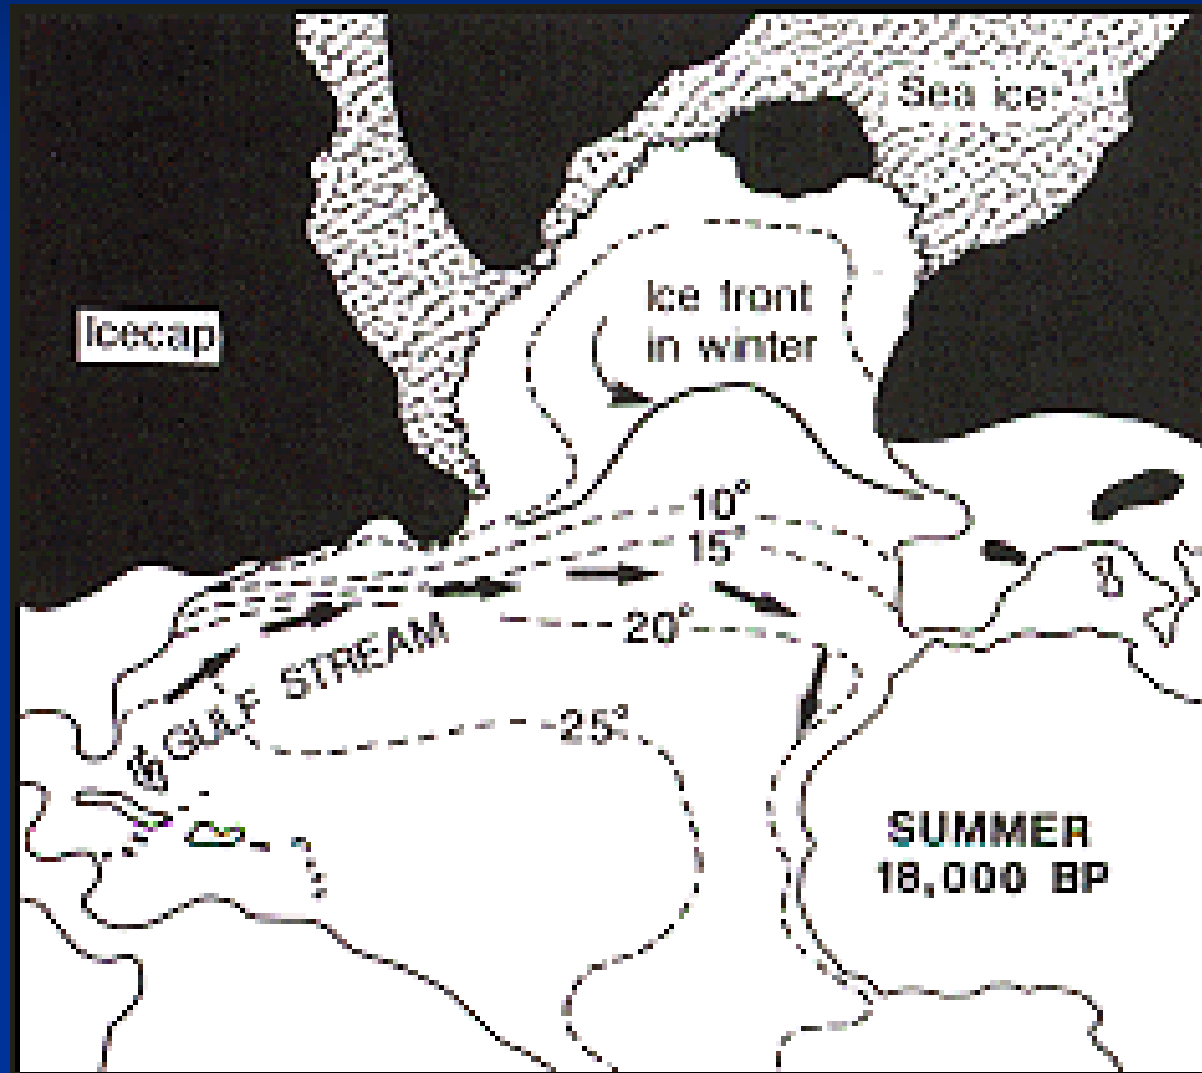 Sea ice
Icecap
Ice front
in winter
10°
15°
20°
GULF STREAM
25°
SUMMER
18,000 BP